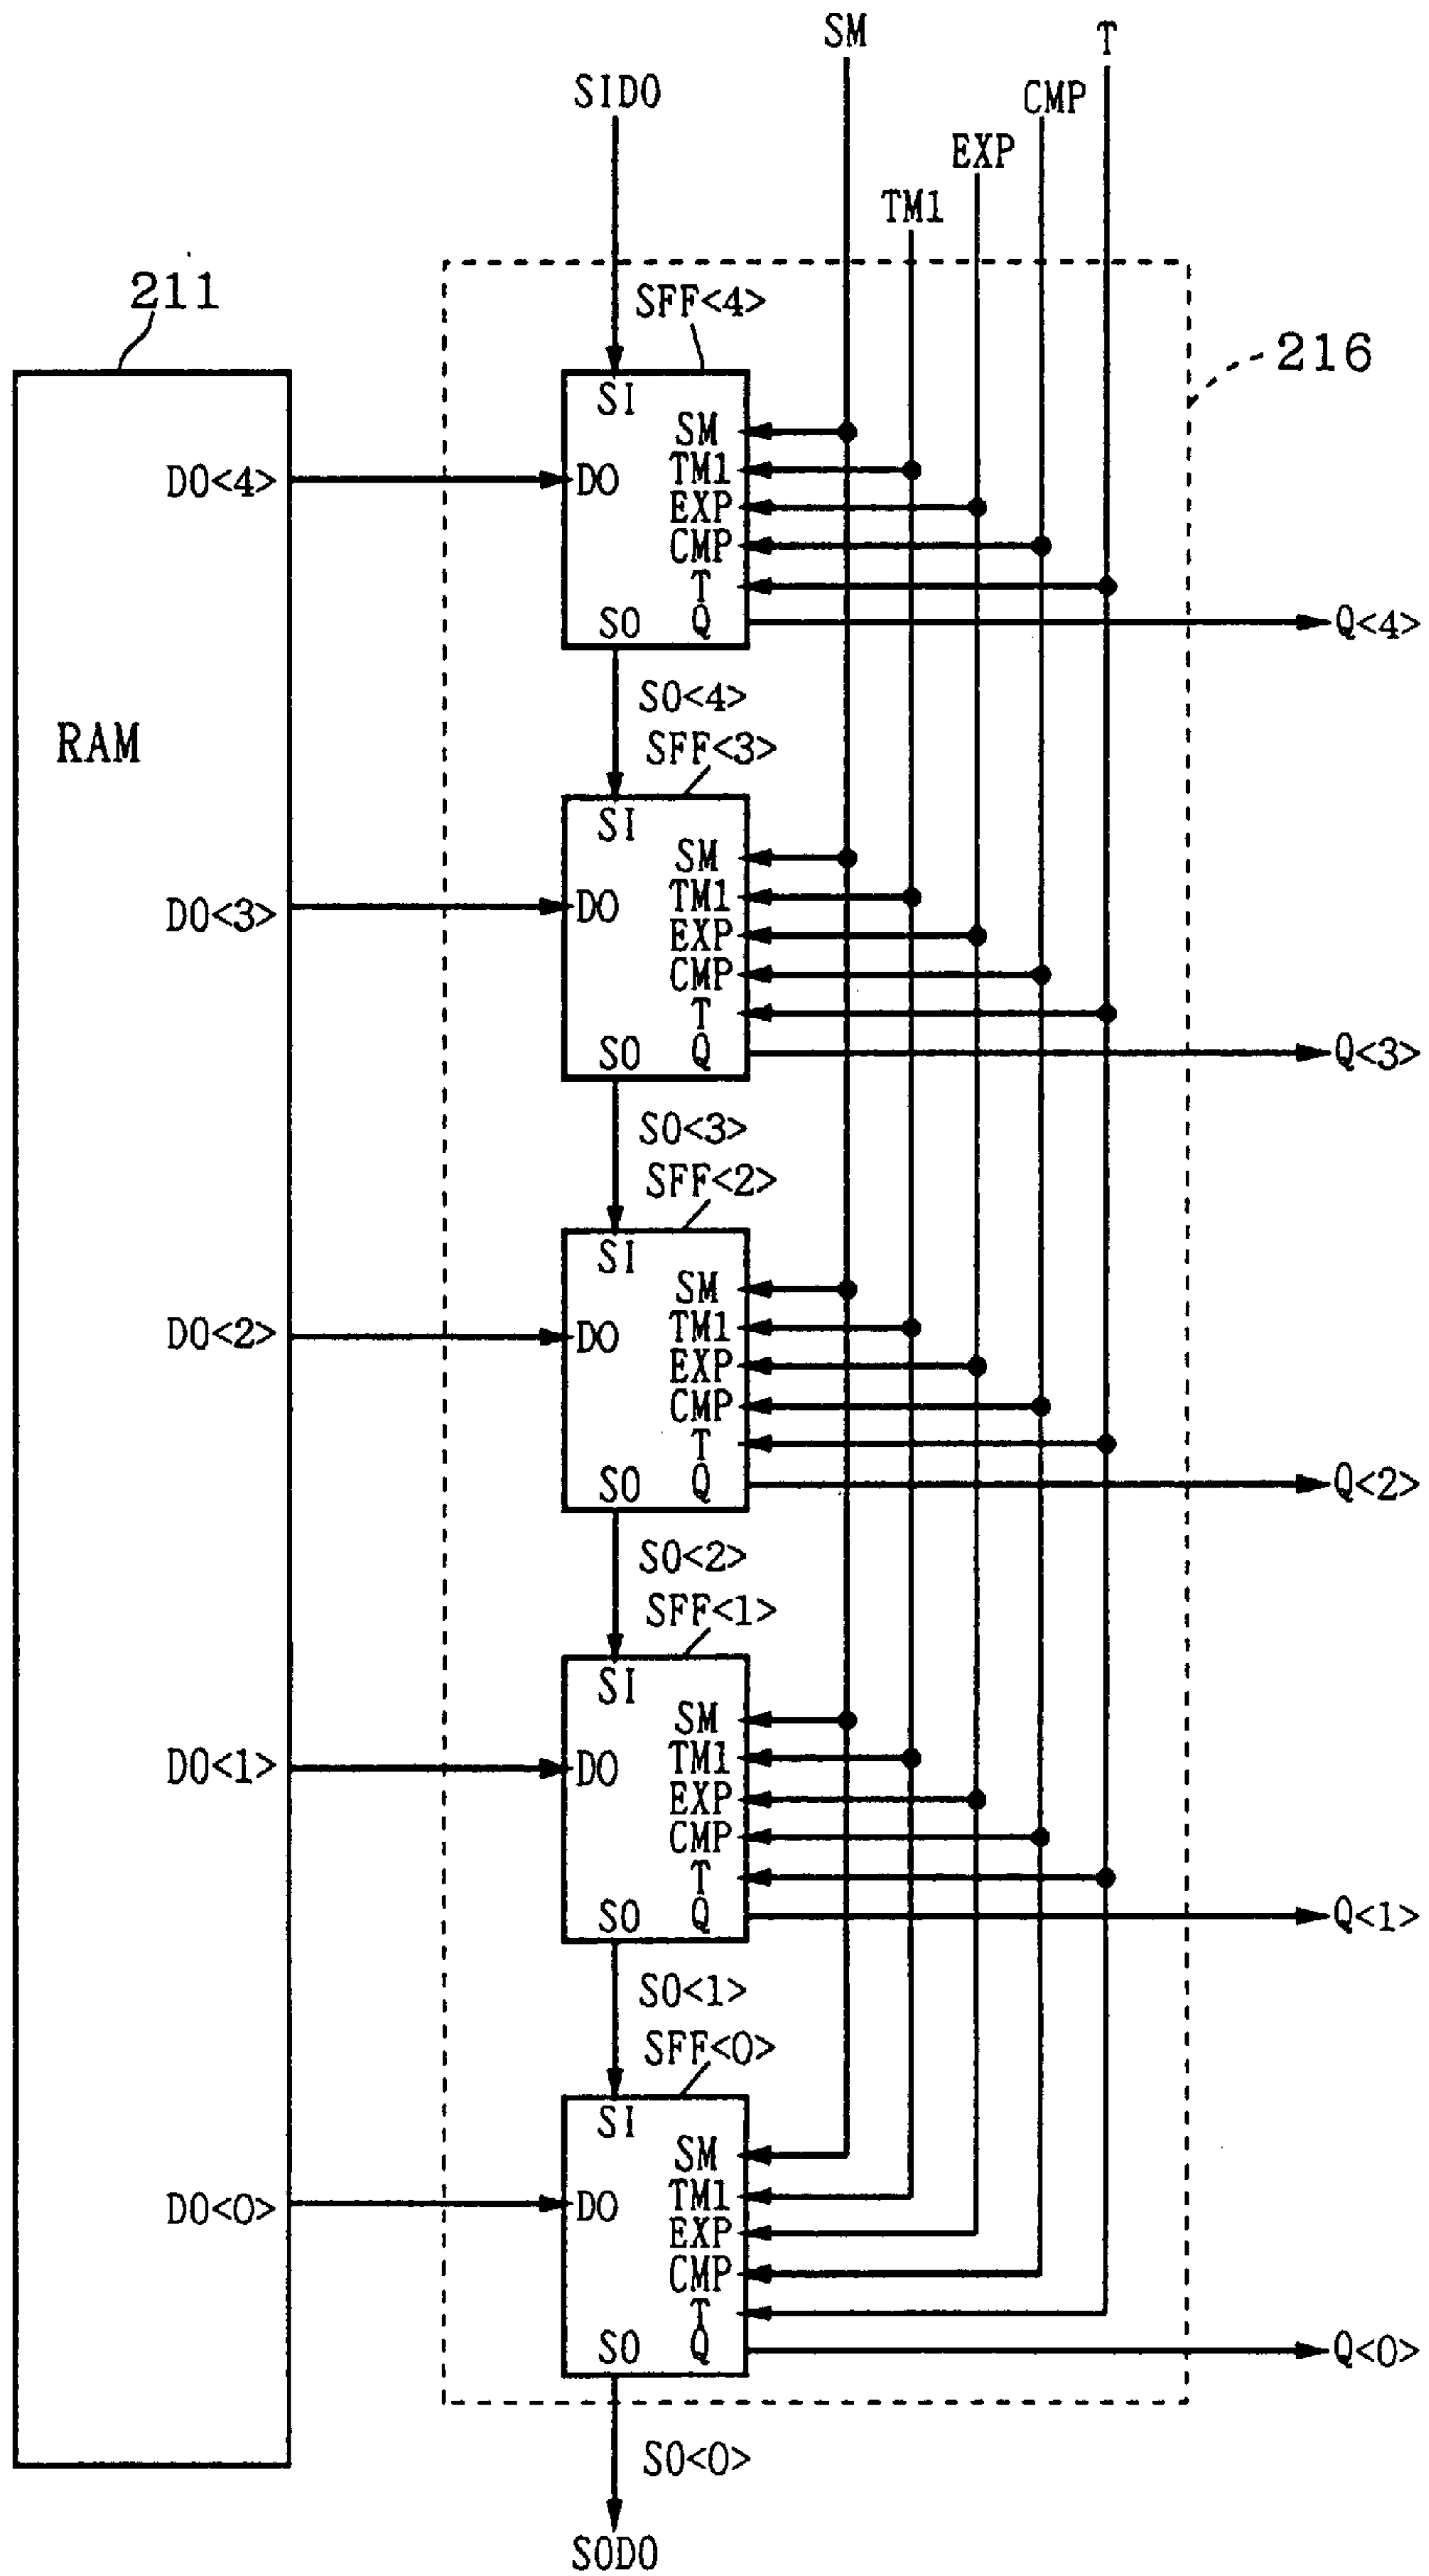 SM
T
SIDO
CMP
EXP
TM1
211
SFF<4>
216
SI
SM
DO<4>
DO
TM1
EXP
CMP
T
SO
Q
Q<4>
SO<4>
RAM
SFF<3>
SI
SM
DO<3>
DO
TM1
EXP
CMP
T
SO
Q
Q<3>
SO<3>
SFF<2>
SI
SM
DO<2>
DO
TM1
EXP
CMP
T
SO
Q
Q<2>
SO<2>
SFF<1>
SI
SM
DO<1>
DO
TM1
EXP
CMP
T
SO
Q
Q<1>
SO<1>
SFF<0>
SI
SM
DO<0>
DO
TM1
EXP
CMP
T
SO
Q
Q<0>
SO<0>
SODO